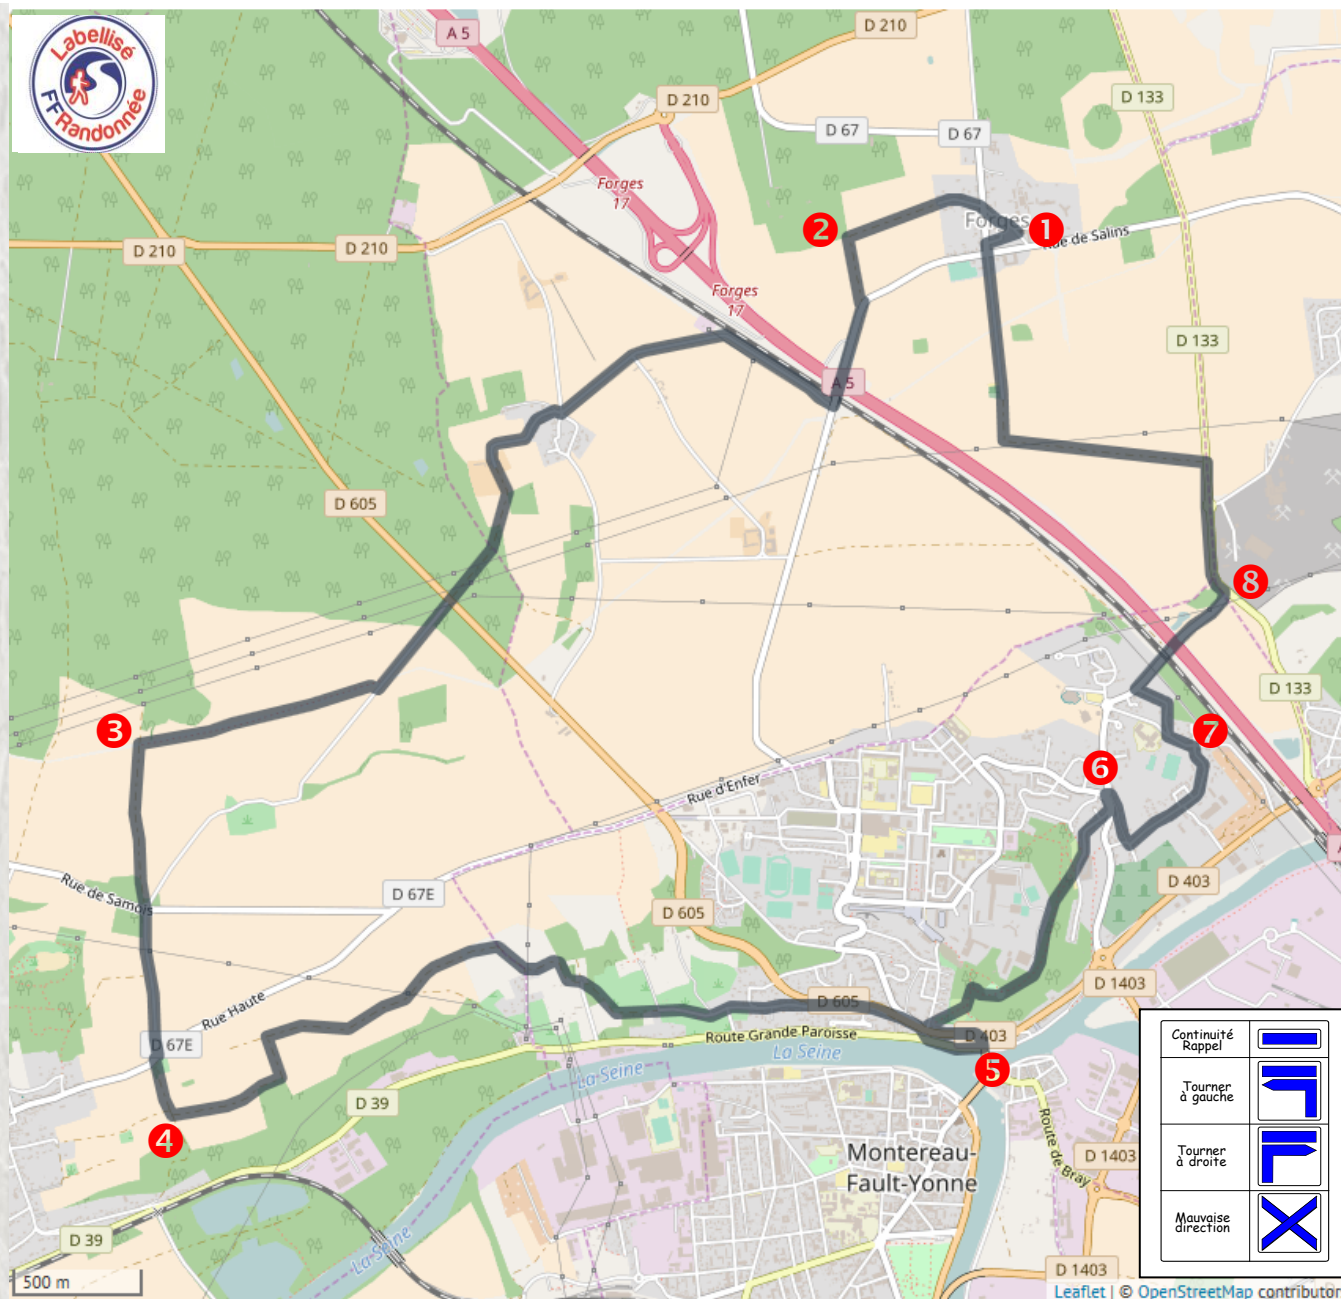 Labellisé
FFRandonnée
A 5
D 210
D 210
D 133
D 67
D 67
Forges
17
2
Forges
1
Rue de Salins
D 210
D 210
Forges
17
D 133
A 5
D 605
8
3
D 133
7
6
Rue d'Enfer
Rue de Samois
D 67E
D 403
D 605
D 1403
Rue Haute
D 605
D 67E
Route Grande Paroisse
D 403
La Seine
La Seine
5
D 39
4
Route de Bray
Montereau-
Fault-Yonne
D 1403
La Seine
D 39
D 1403
500 m
Continuité
Rappel
Tourner
à gauche
Tourner
à droite
Mauvaise
direction
Leaflet | © OpenStreetMap contributor